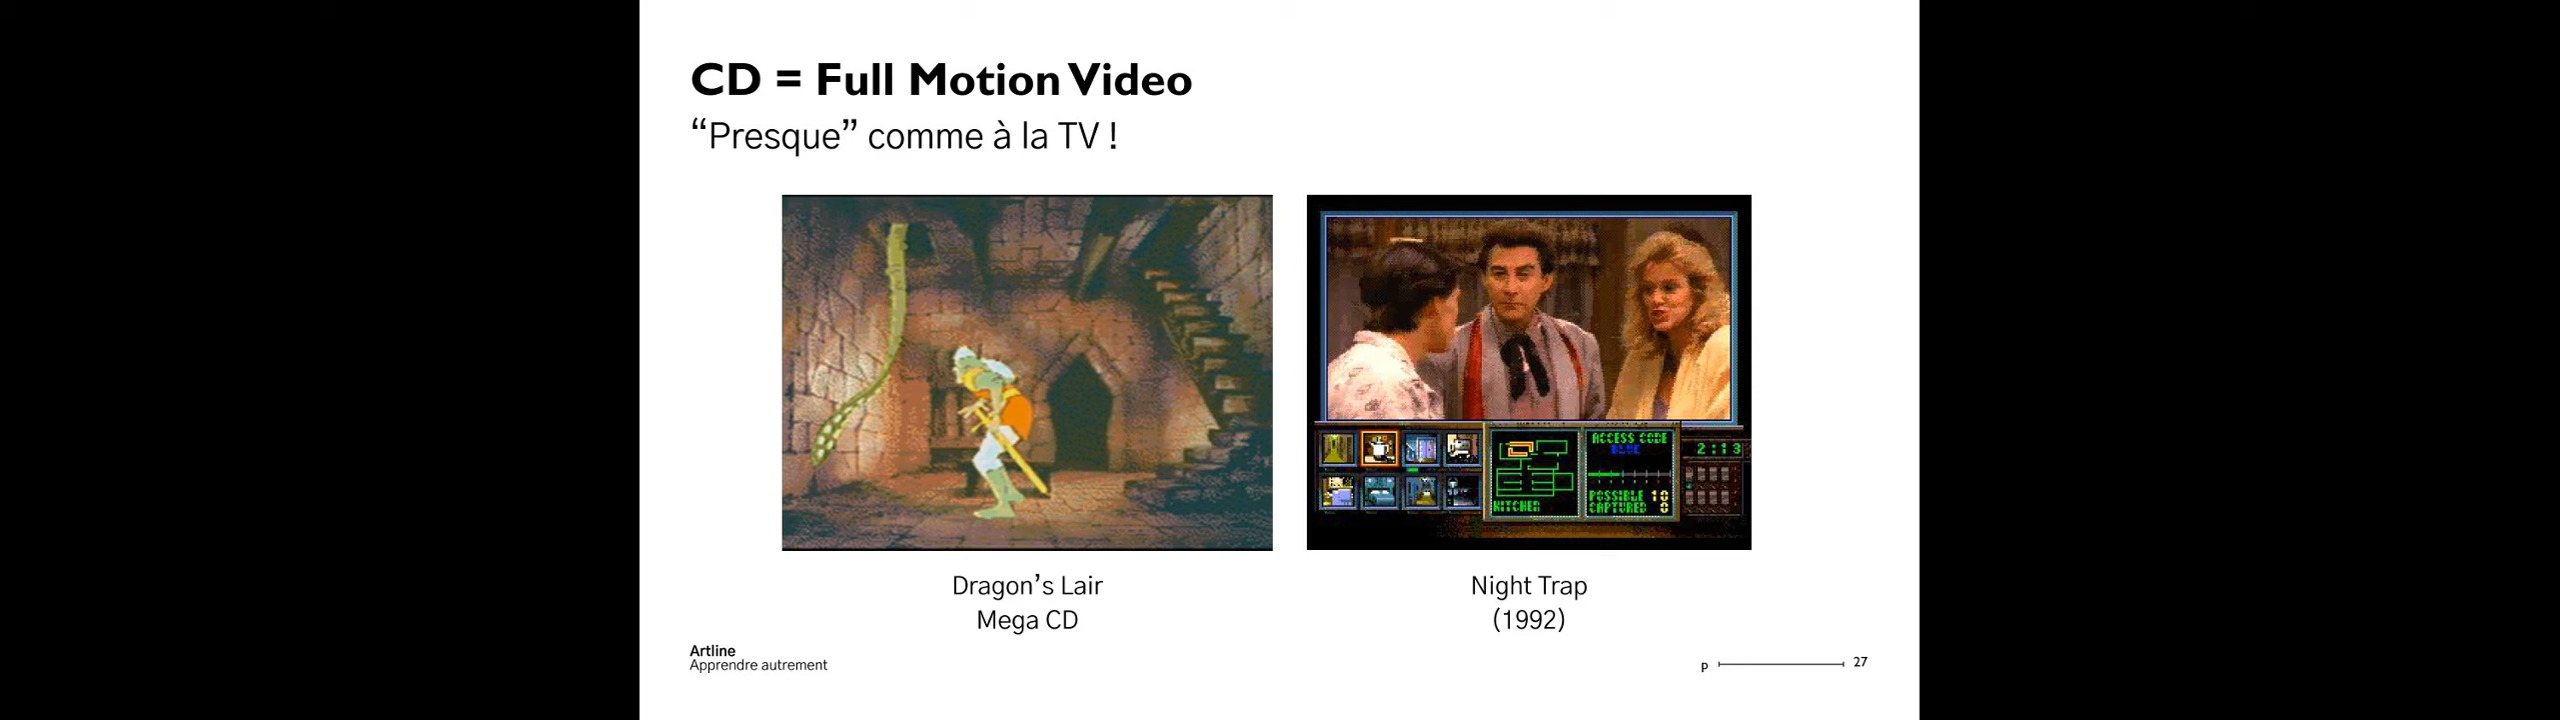 CD = Full Motion Video
“Presque” comme à la TV !
ACCESS CODE
BLUE
2:13
KITCHEN
POSSIBLE 10
CAPTURED 0
Dragon’s Lair
Mega CD
Night Trap
(1992)
Artline
Apprendre autrement
P 27